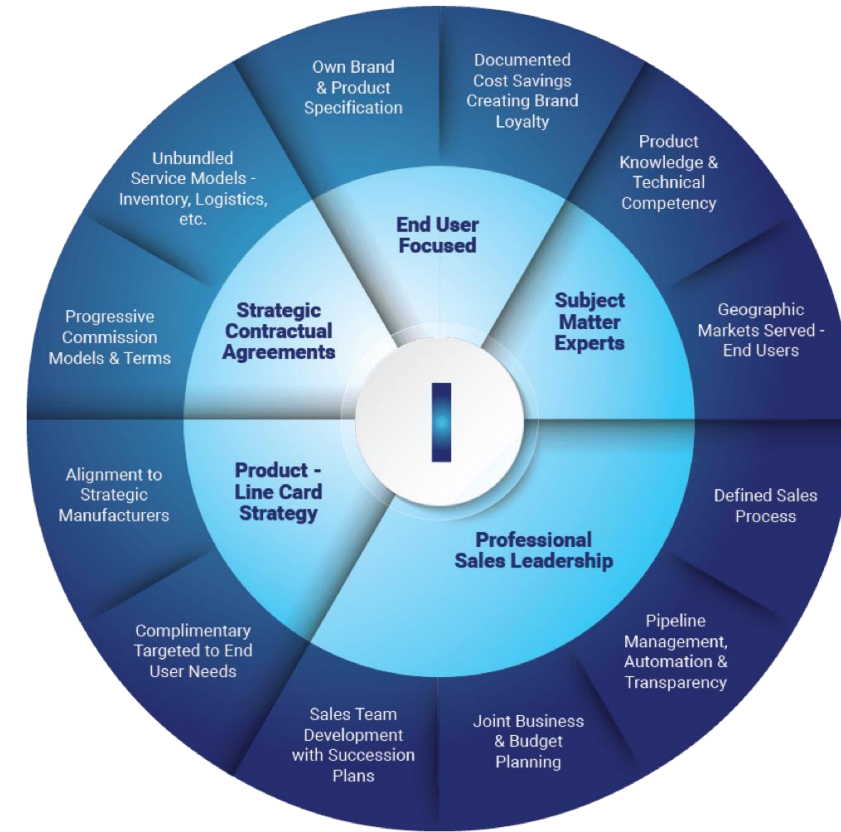 Own Brand
& Product
Specification
Documented
Cost Savings
Creating Brand
Loyalty
Product
Knowledge &
Technical
Competency
Geographic
Markets Served -
End Users
Defined Sales
Process
Pipeline
Management,
Automation &
Transparency
Joint Business
& Budget
Planning
Sales Team
Development
with Succession
Plans
Complimentary
Targeted to End
User Needs
Alignment to
Strategic
Manufacturers
Progressive
Commission
Models & Terms
Unbundled
Service Models -
Inventory, Logistics,
etc.
End User
Focused
Subject
Matter
Experts
Professional
Sales Leadership
Product -
Line Card
Strategy
Strategic
Contractual
Agreements
I